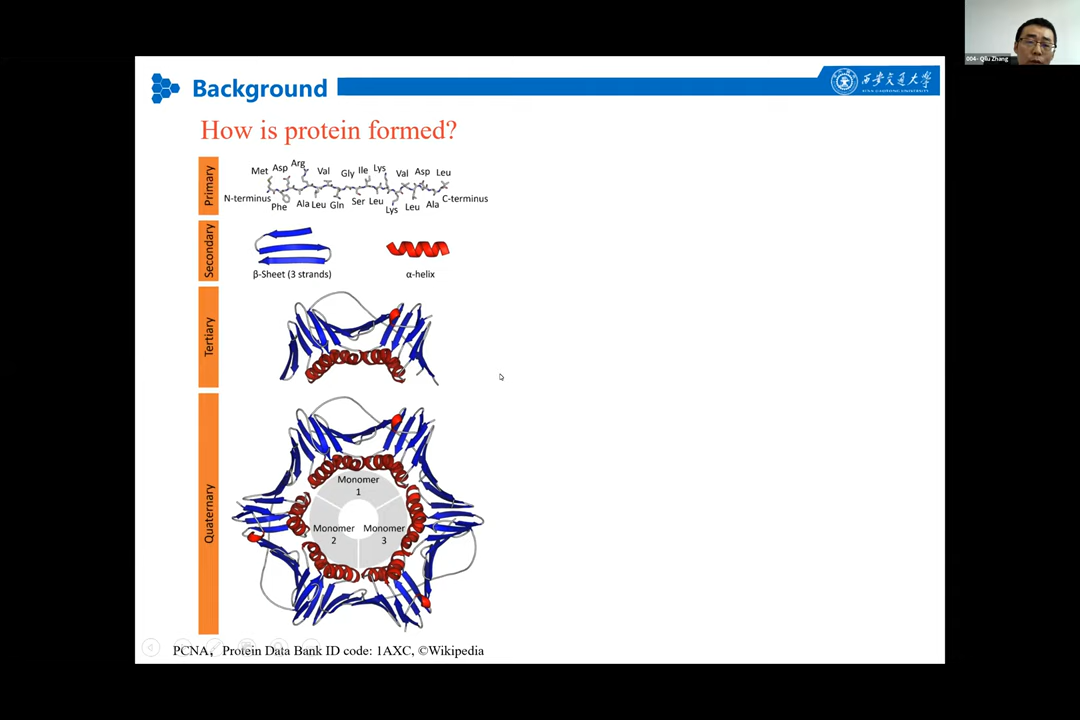 004- Qilu Zhang
Background
西安交通大学
XI'AN JIAOTONG UNIVERSITY
How is protein formed?
Primary
Met Asp Arg Val Gly Ile Lys Val Asp Leu
N-terminus C-terminus
Phe Ala Leu Gln Ser Leu Lys Leu Ala
Secondary
β-Sheet (3 strands)
α-helix
Tertiary
Quaternary
Monomer
1
Monomer
2
Monomer
3
PCNA，Protein Data Bank ID code: 1AXC, ©Wikipedia